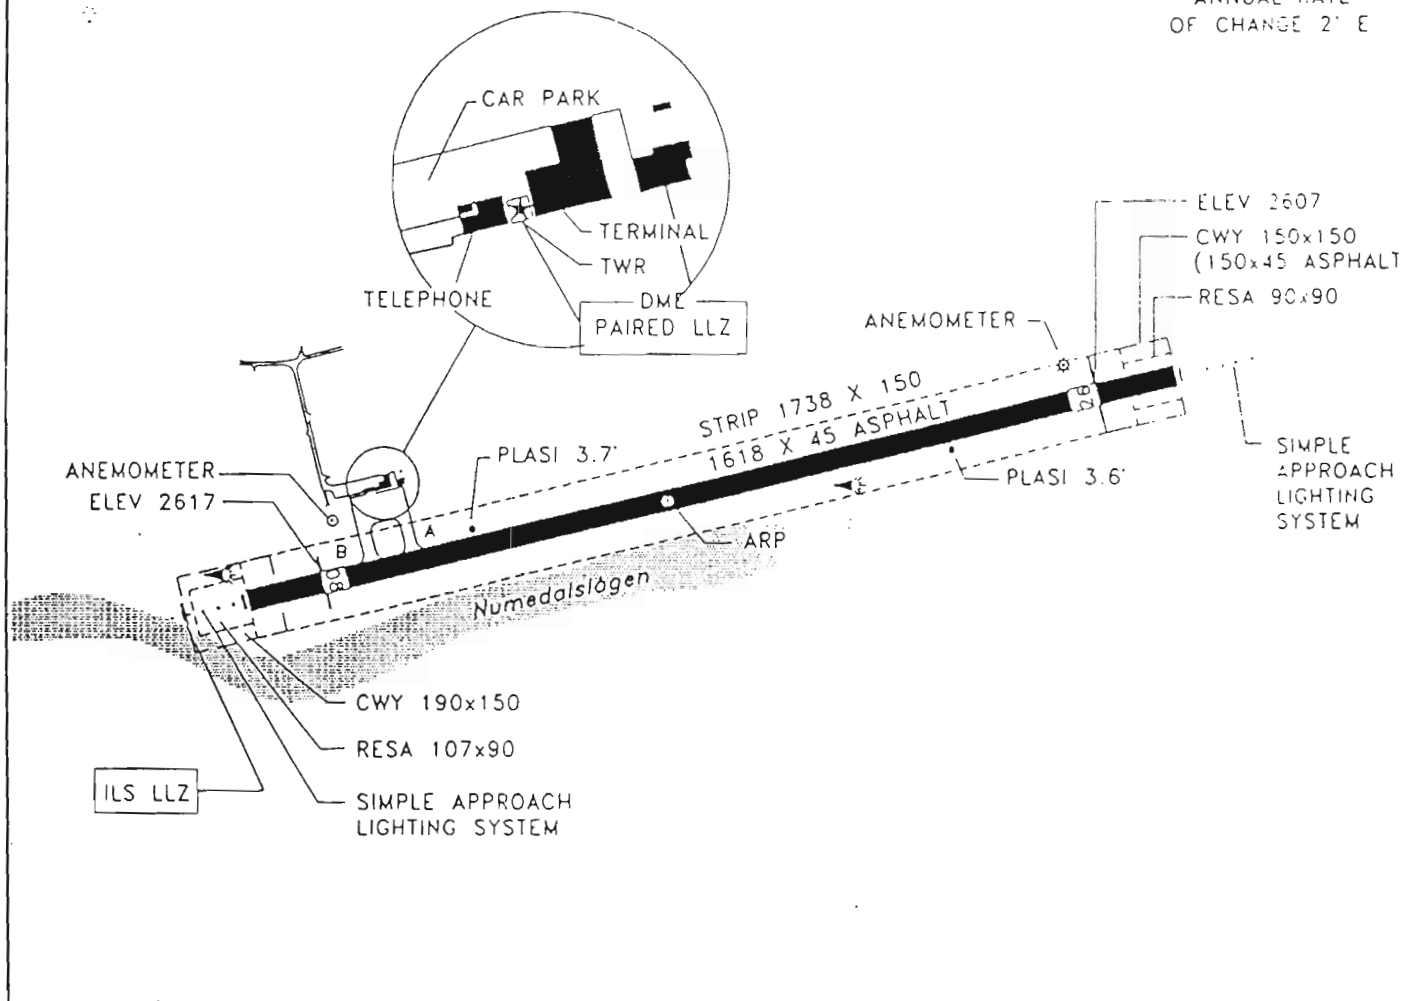 ANNUAL RATE
OF CHANGE 2' E
CAR PARK
TERMINAL
TWR
TELEPHONE
DME
PAIRED LLZ
ELEV 2607
CWY 150x150
(150x45 ASPHALT
RESA 90x90
ANEMOMETER
STRIP 1738 X 150
1618 X 45 ASPHALT
26
PLASI 3.7'
ANEMOMETER
ELEV 2617
SIMPLE
APPROACH
LIGHTING
SYSTEM
PLASI 3.6'
A
B
ARP
08
Numedalslågen
CWY 190x150
RESA 107x90
ILS LLZ
SIMPLE APPROACH
LIGHTING SYSTEM